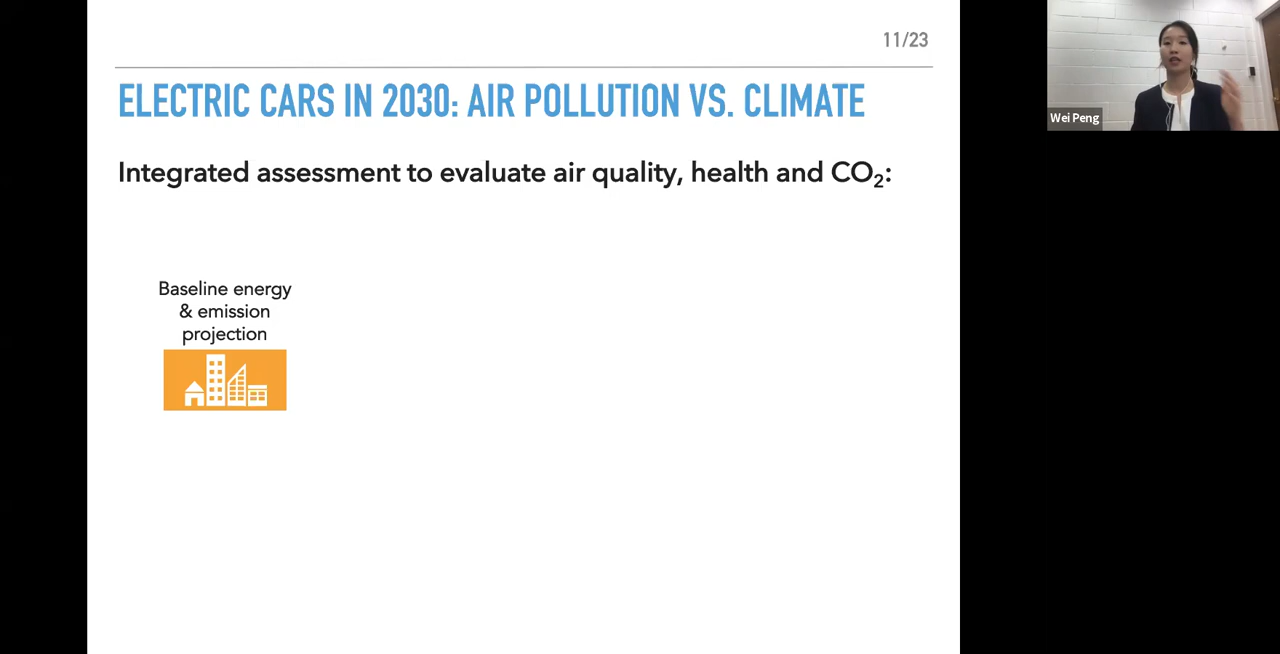 11/23
ELECTRIC CARS IN 2030: AIR POLLUTION VS. CLIMATE
Integrated assessment to evaluate air quality, health and CO₂:
Baseline energy
& emission
projection
Wei Peng